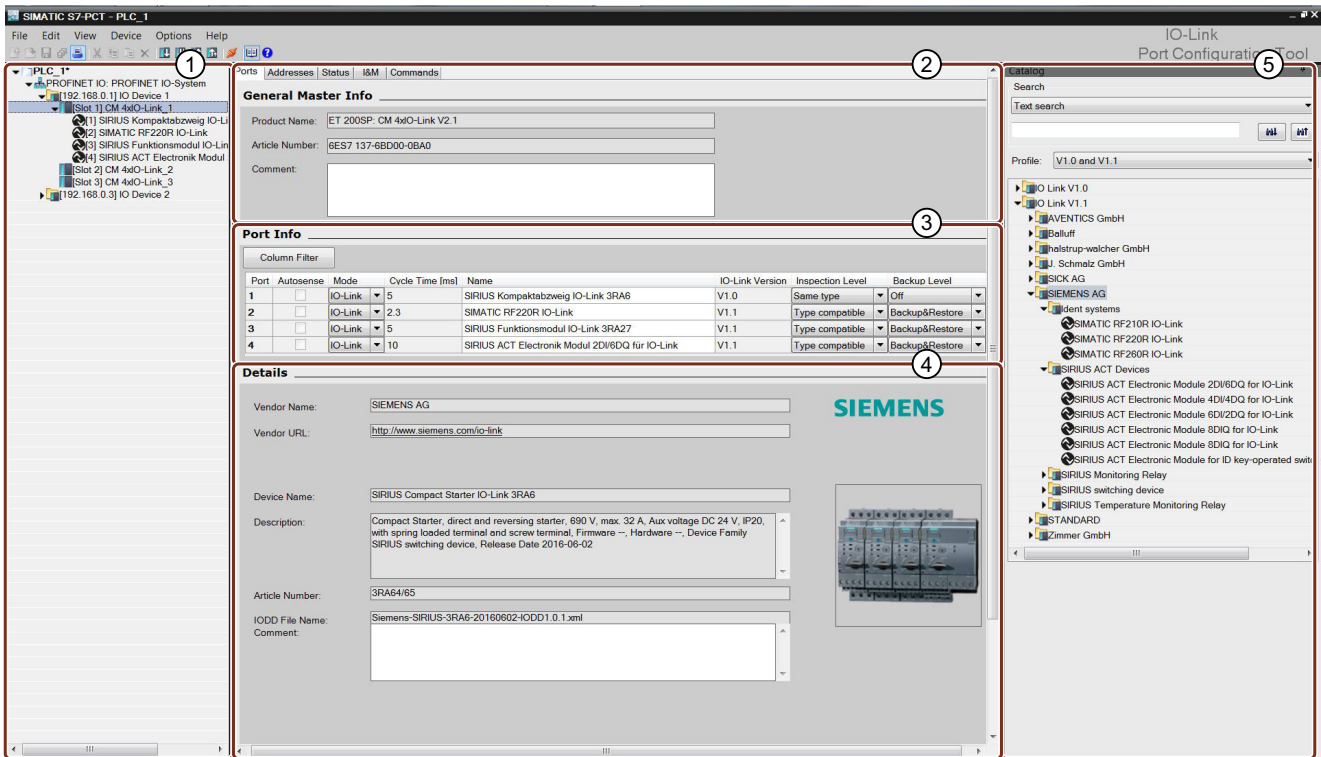 SIMATIC S7-PCT - PLC_1
File Edit View Device Options Help
IO-Link
Port Configuration Tool
1
PLC_1*
PROFINET IO: PROFINET IO-System
[192.168.0.1] IO Device 1
[Slot 1] CM 4xIO-Link_1
[1] SIRIUS Kompaktabzweig IO-Li
[2] SIMATIC RF220R IO-Link
[3] SIRIUS Funktionsmodul IO-Lin
[4] SIRIUS ACT Electronik Modul
[Slot 2] CM 4xIO-Link_2
[Slot 3] CM 4xIO-Link_3
[192.168.0.3] IO Device 2
2
Ports Addresses Status I&M Commands
General Master Info
Product Name: ET 200SP: CM 4xIO-Link V2.1
Article Number: 6ES7 137-6BD00-0BA0
Comment:
3
Port Info
Column Filter
Port Autosense Mode Cycle Time [ms] Name IO-Link Version Inspection Level Backup Level
1 IO-Link 5 SIRIUS Kompaktabzweig IO-Link 3RA6 V1.0 Same type Off
2 IO-Link 2.3 SIMATIC RF220R IO-Link V1.1 Type compatible Backup&Restore
3 IO-Link 5 SIRIUS Funktionsmodul IO-Link 3RA27 V1.1 Type compatible Backup&Restore
4 IO-Link 10 SIRIUS ACT Electronik Modul 2DI/6DQ für IO-Link V1.1 Type compatible Backup&Restore
4
Details
Vendor Name: SIEMENS AG
SIEMENS
Vendor URL: http://www.siemens.com/io-link
Device Name: SIRIUS Compact Starter IO-Link 3RA6
Description: Compact Starter, direct and reversing starter, 690 V, max. 32 A, Aux voltage DC 24 V, IP20,
with spring loaded terminal and screw terminal, Firmware --, Hardware --, Device Family
SIRIUS switching device, Release Date 2016-06-02
Article Number: 3RA64/65
IODD File Name: Siemens-SIRIUS-3RA6-20160602-IODD1.0.1.xml
Comment:
5
Catalog
Search
Text search
Profile: V1.0 and V1.1
IO Link V1.0
IO Link V1.1
AVENTICS GmbH
Balluff
halstrup-walcher GmbH
J. Schmalz GmbH
SICK AG
SIEMENS AG
Ident systems
SIMATIC RF210R IO-Link
SIMATIC RF220R IO-Link
SIMATIC RF260R IO-Link
SIRIUS ACT Devices
SIRIUS ACT Electronic Module 2DI/6DQ for IO-Link
SIRIUS ACT Electronic Module 4DI/4DQ for IO-Link
SIRIUS ACT Electronic Module 6DI/2DQ for IO-Link
SIRIUS ACT Electronic Module 8DIQ for IO-Link
SIRIUS ACT Electronic Module 8DIQ for IO-Link
SIRIUS ACT Electronic Module for ID key-operated swit
SIRIUS Monitoring Relay
SIRIUS switching device
SIRIUS Temperature Monitoring Relay
STANDARD
Zimmer GmbH